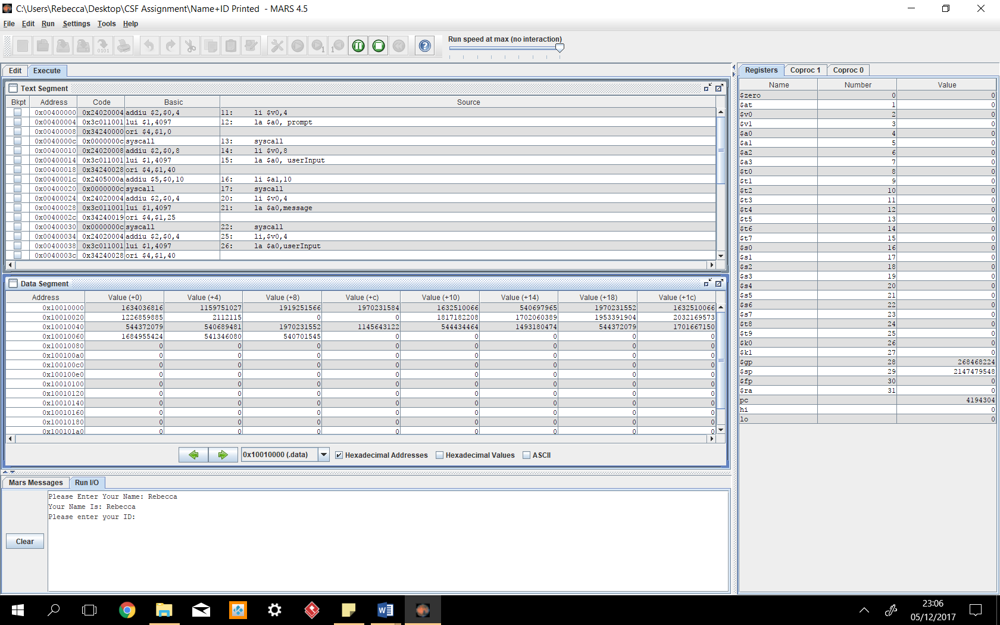 C:\Users\Rebecca\Desktop\CSF Assignment\Name+ID Printed - MARS 4.5
File Edit Run Settings Tools Help
Run speed at max (no interaction)
Edit Execute
Text Segment
Bkpt Address Code Basic Source
0x00400000 0x24020004 addiu $2,$0,4 11: li $v0,4
0x00400004 0x3c011001 lui $1,4097 12: la $a0, prompt
0x00400008 0x34240000 ori $4,$1,0
0x0040000c 0x0000000c syscall 13: syscall
0x00400010 0x24020008 addiu $2,$0,8 14: li $v0,8
0x00400014 0x3c011001 lui $1,4097 15: la $a0, userInput
0x00400018 0x34240028 ori $4,$1,40
0x0040001c 0x2405000a addiu $5,$0,10 16: li $a1,10
0x00400020 0x0000000c syscall 17: syscall
0x00400024 0x24020004 addiu $2,$0,4 20: li $v0,4
0x00400028 0x3c011001 lui $1,4097 21: la $a0,message
0x0040002c 0x34240019 ori $4,$1,25
0x00400030 0x0000000c syscall 22: syscall
0x00400034 0x24020004 addiu $2,$0,4 25: li,$v0,4
0x00400038 0x3c011001 lui $1,4097 26: la $a0,userInput
0x0040003c 0x34240028 ori $4,$1,40
Data Segment
Address Value (+0) Value (+4) Value (+8) Value (+c) Value (+10) Value (+14) Value (+18) Value (+1c)
0x10010000 1634036816 1159751027 1919251566 1970231584 1632510066 540697965 1970231552 1632510066
0x10010020 1226859885 2112115 0 0 1817182208 1702060389 1953391904 2032169573
0x10010040 544372079 540689481 1970231552 1145643122 544434464 1493180474 544372079 1701667150
0x10010060 1684955424 541346080 540701545 0 0 0 0 0
0x10010080 0 0 0 0 0 0 0 0
0x100100a0 0 0 0 0 0 0 0 0
0x100100c0 0 0 0 0 0 0 0 0
0x100100e0 0 0 0 0 0 0 0 0
0x10010100 0 0 0 0 0 0 0 0
0x10010120 0 0 0 0 0 0 0 0
0x10010140 0 0 0 0 0 0 0 0
0x10010160 0 0 0 0 0 0 0 0
0x10010180 0 0 0 0 0 0 0 0
0x100101a0 0 0 0 0 0 0 0 0
0x10010000 (.data) Hexadecimal Addresses Hexadecimal Values ASCII
Mars Messages Run I/O
Please Enter Your Name: Rebecca
Your Name Is: Rebecca
Please enter your ID:
Clear
Registers Coproc 1 Coproc 0
Name Number Value
$zero 0 0
$at 1 0
$v0 2 0
$v1 3 0
$a0 4 0
$a1 5 0
$a2 6 0
$a3 7 0
$t0 8 0
$t1 9 0
$t2 10 0
$t3 11 0
$t4 12 0
$t5 13 0
$t6 14 0
$t7 15 0
$s0 16 0
$s1 17 0
$s2 18 0
$s3 19 0
$s4 20 0
$s5 21 0
$s6 22 0
$s7 23 0
$t8 24 0
$t9 25 0
$k0 26 0
$k1 27 0
$gp 28 268468224
$sp 29 2147479548
$fp 30 0
$ra 31 0
pc 4194304
hi 0
lo 0
23:06
05/12/2017